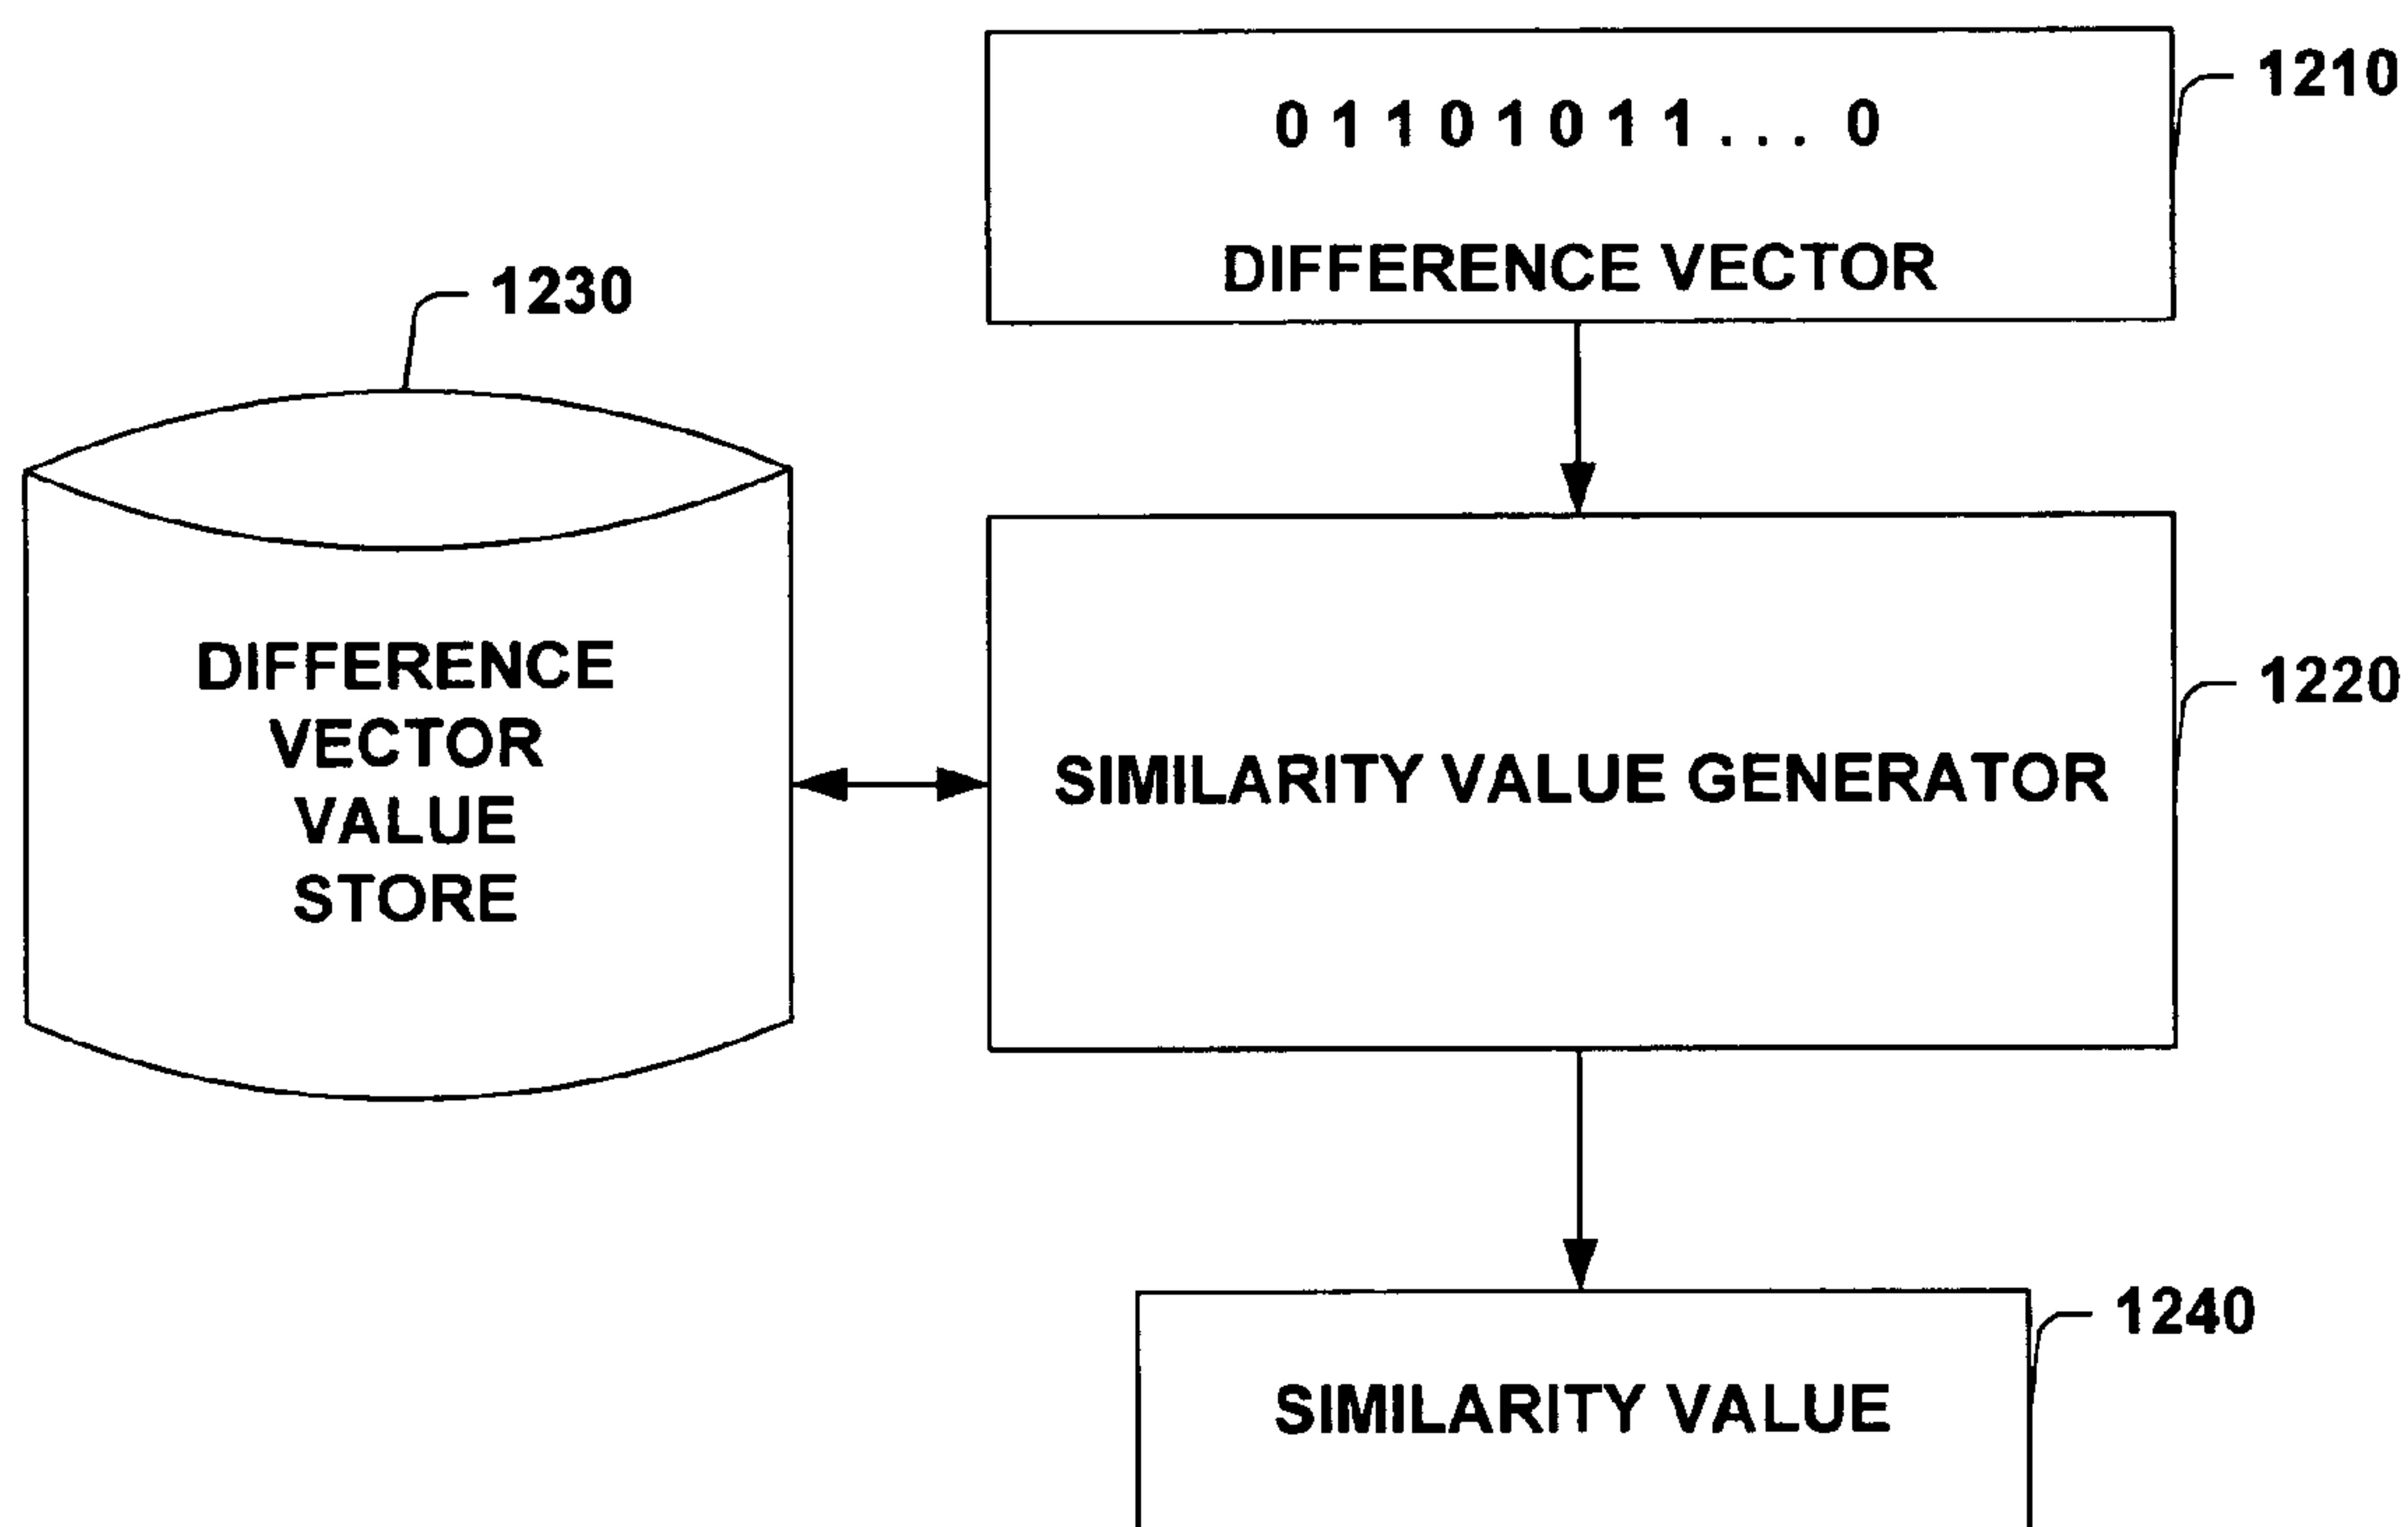 0 1 1 0 1 0 1 1 . . . 0
1210
DIFFERENCE VECTOR
1230
DIFFERENCE
VECTOR
VALUE
STORE
SIMILARITY VALUE GENERATOR
1220
1240
SIMILARITY VALUE